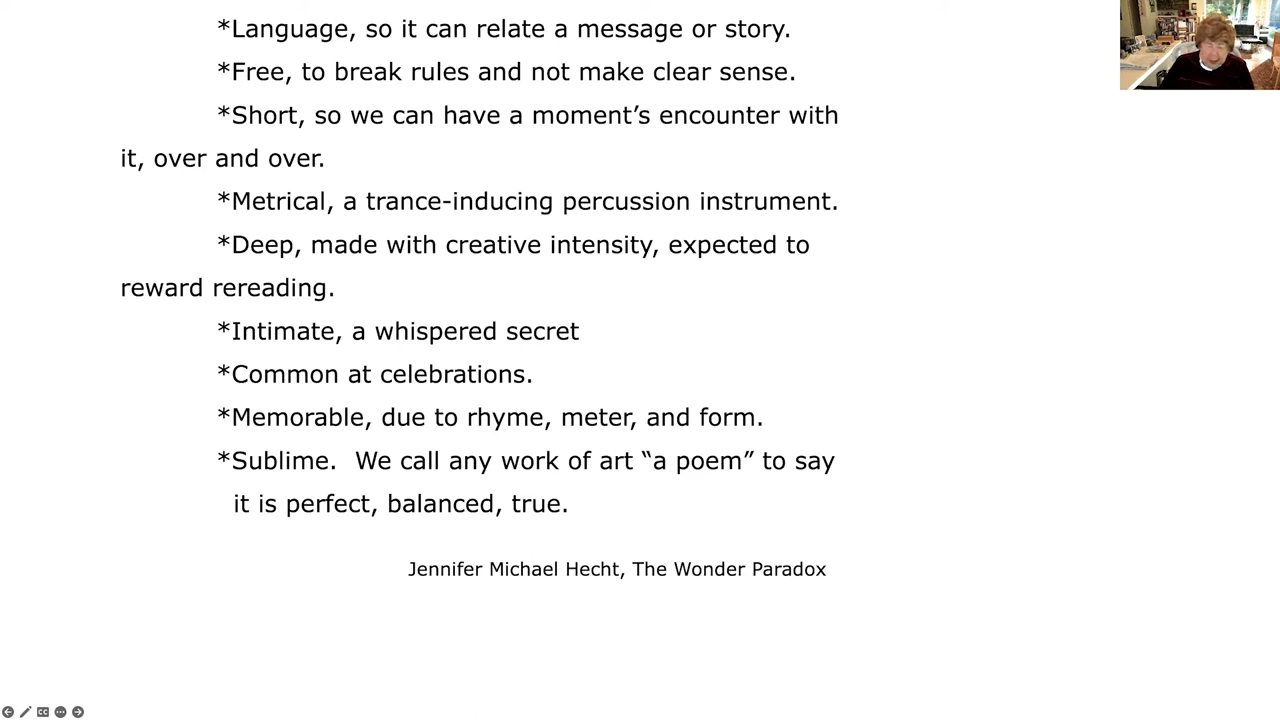 *Language, so it can relate a message or story.
*Free, to break rules and not make clear sense.
*Short, so we can have a moment’s encounter with
it, over and over.
*Metrical, a trance-inducing percussion instrument.
*Deep, made with creative intensity, expected to
reward rereading.
*Intimate, a whispered secret
*Common at celebrations.
*Memorable, due to rhyme, meter, and form.
*Sublime.  We call any work of art “a poem” to say
it is perfect, balanced, true.
Jennifer Michael Hecht, The Wonder Paradox
CC